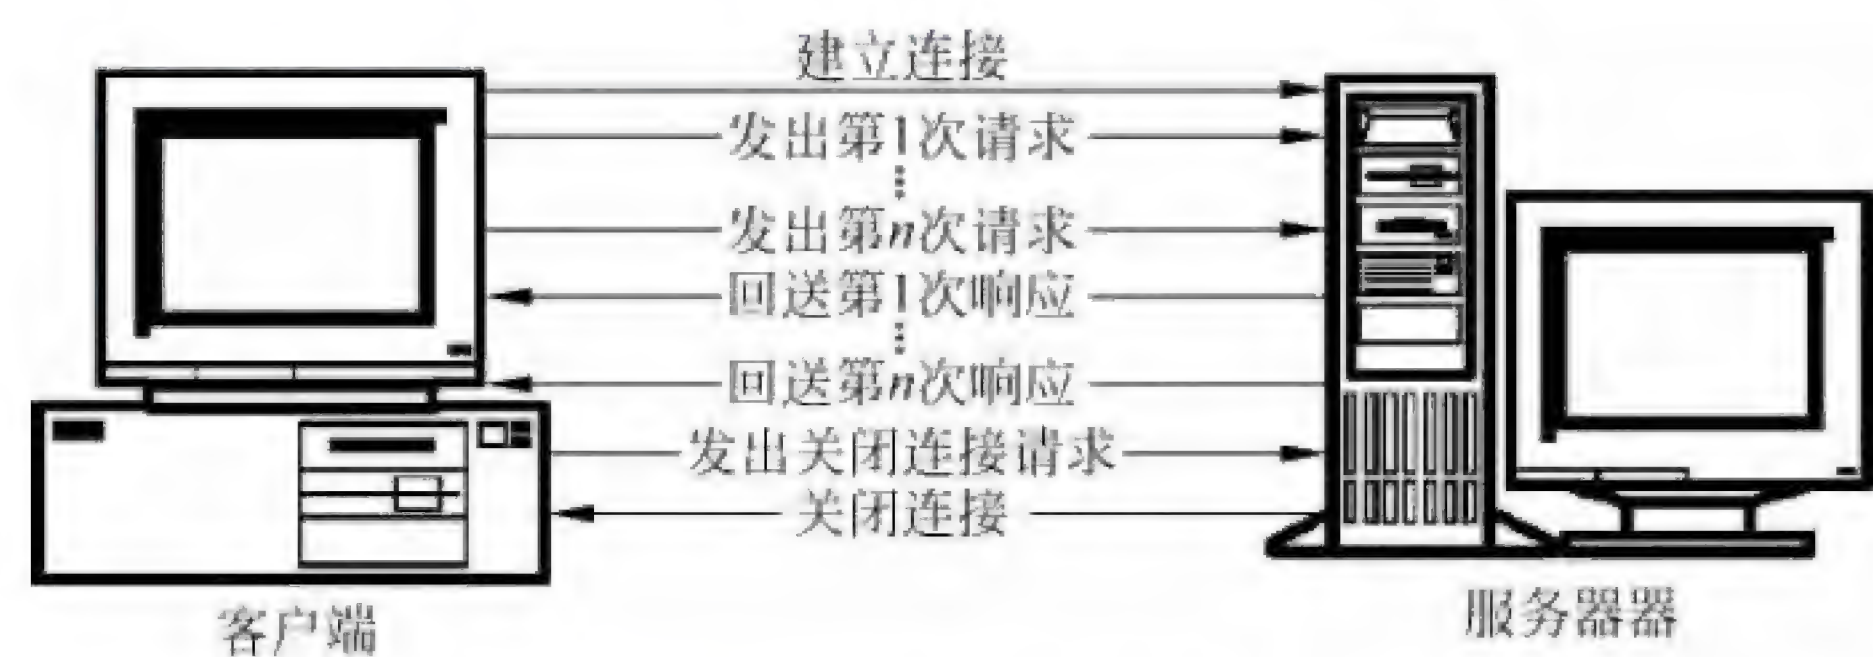 建立连接
发出第1次请求
⋮
发出第n次请求
回送第1次响应
⋮
回送第n次响应
发出关闭连接请求
关闭连接
客户端
服务器器